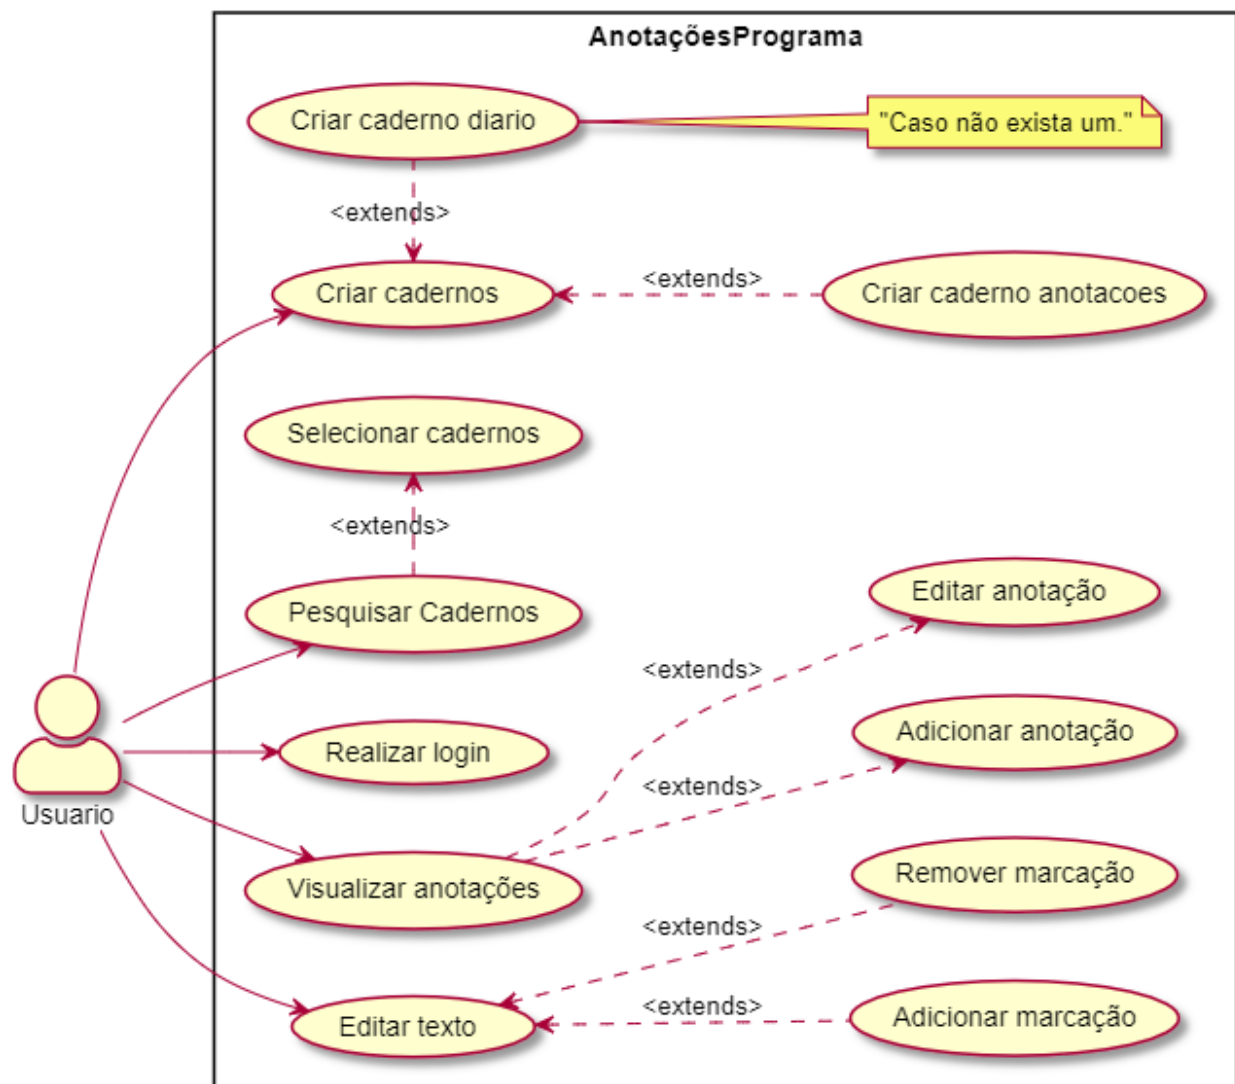 AnotaçõesPrograma
Criar caderno diario
"Caso não exista um."
<extends>
Criar cadernos
<extends>
Criar caderno anotacoes
Selecionar cadernos
<extends>
Pesquisar Cadernos
Editar anotação
<extends>
Realizar login
Adicionar anotação
<extends>
Usuario
Visualizar anotações
Remover marcação
<extends>
Editar texto
<extends>
Adicionar marcação